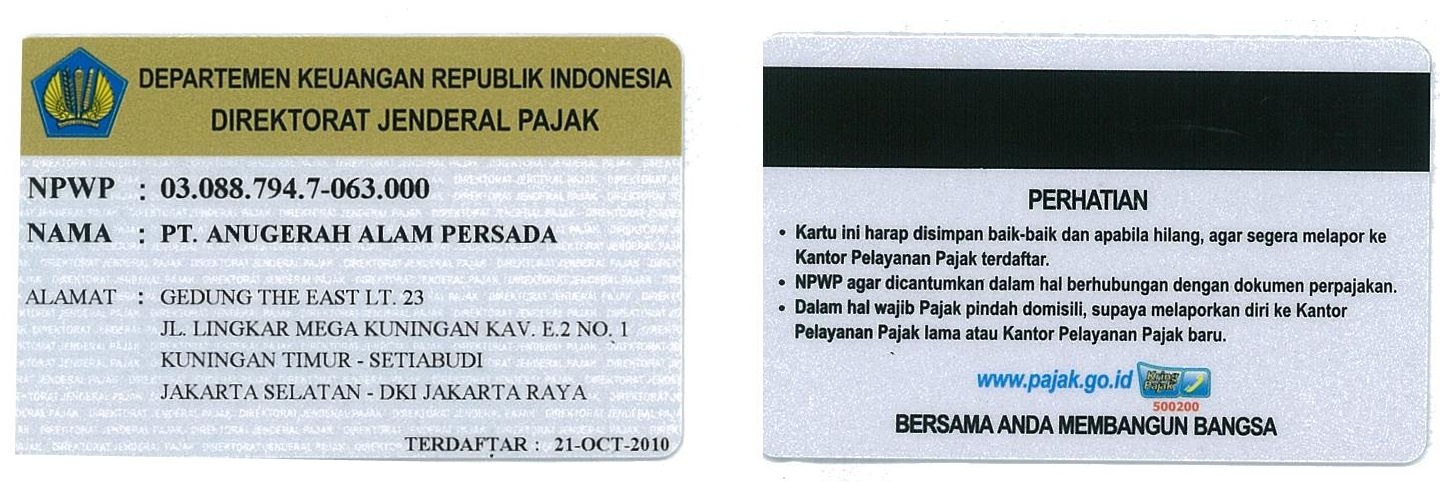 DEPARTEMEN KEUANGAN REPUBLIK INDONESIA
DIREKTORAT JENDERAL PAJAK
NPWP : 03.088.794.7-063.000
NAMA : PT. ANUGERAH ALAM PERSADA
ALAMAT : GEDUNG THE EAST LT. 23
JL. LINGKAR MEGA KUNINGAN KAV. E.2 NO. 1
KUNINGAN TIMUR - SETIABUDI
JAKARTA SELATAN - DKI JAKARTA RAYA
TERDAFTAR : 21-OCT-2010
PERHATIAN
• Kartu ini harap disimpan baik-baik dan apabila hilang, agar segera melapor ke
Kantor Pelayanan Pajak terdaftar.
• NPWP agar dicantumkan dalam hal berhubungan dengan dokumen perpajakan.
• Dalam hal wajib Pajak pindah domisili, supaya melaporkan diri ke Kantor
Pelayanan Pajak lama atau Kantor Pelayanan Pajak baru.
www.pajak.go.id
Kring
Pajak
500200
BERSAMA ANDA MEMBANGUN BANGSA